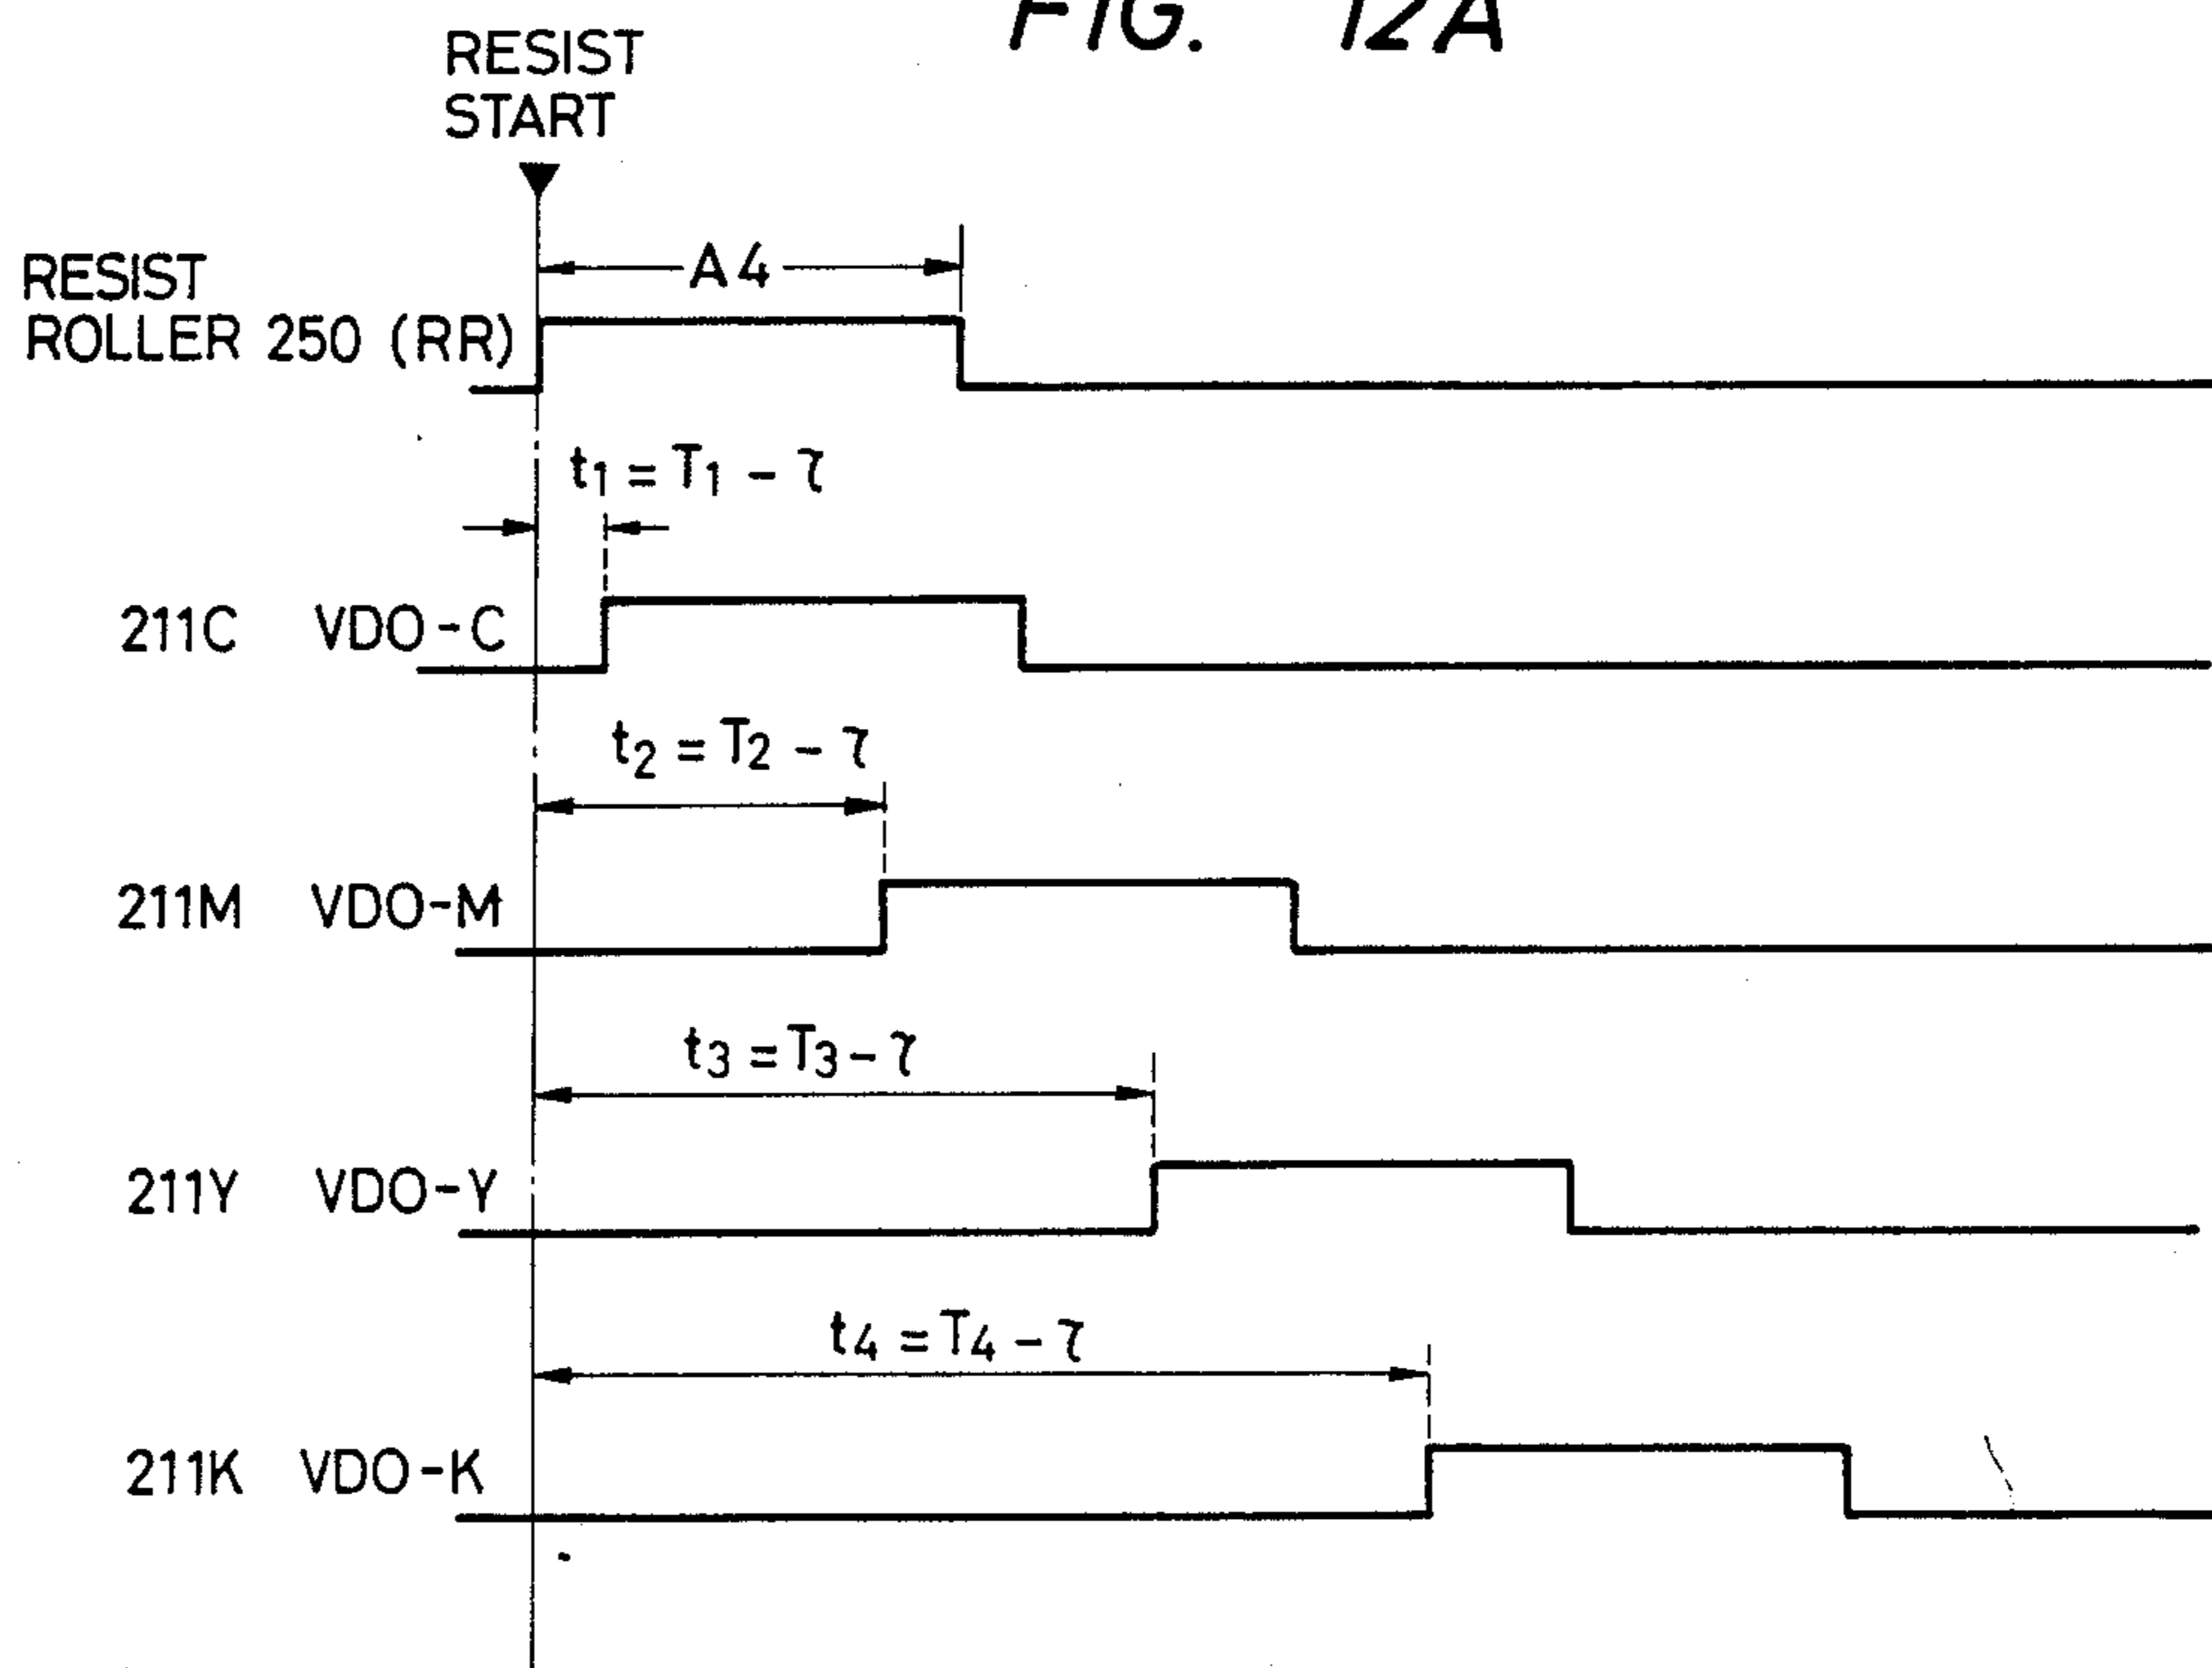 FIG. 12A
RESIST
START
A4
RESIST
ROLLER 250 (RR)
t1 = T1 - τ
211C VDO-C
t2 = T2 - τ
211M VDO-M
t3 = T3 - τ
211Y VDO-Y
t4 = T4 - τ
211K VDO-K